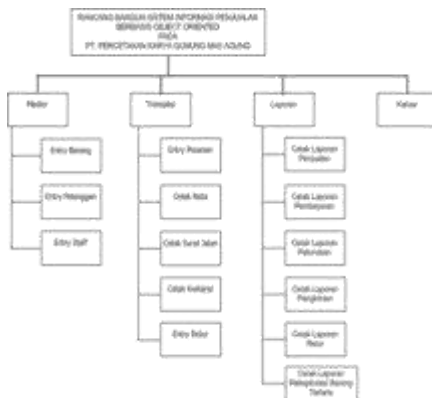 RANCANG BANGUN SISTEM INFORMASI PENJUALAN
BERBASIS OBJECT ORIENTED
PADA
PT. PERCETAKAN KARYA GUNUNG MAS AGUNG
Master
Transaksi
Laporan
Keluar
Entry Barang
Entry Pelanggan
Entry Staff
Entry Pesanan
Cetak Nota
Cetak Surat Jalan
Cetak Kwitansi
Entry Retur
Cetak Laporan
Penjualan
Cetak Laporan
Pembayaran
Cetak Laporan
Cetak Laporan
Pengiriman
Cetak Laporan
Retur
Cetak Laporan
Rekapitulasi Barang
Terlaris